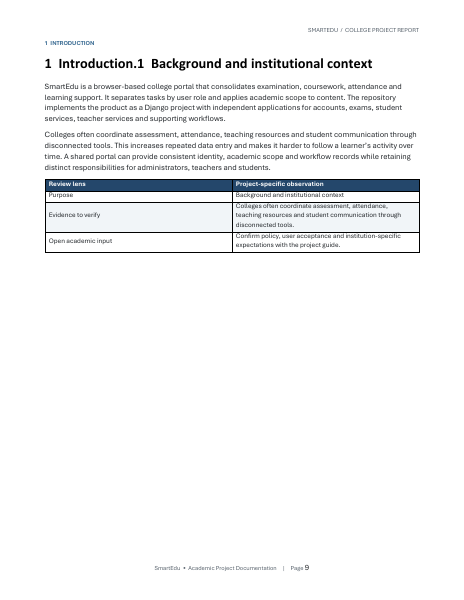 SMARTEDU / COLLEGE PROJECT REPORT
1 INTRODUCTION
1 Introduction.1 Background and institutional context
SmartEdu is a browser-based college portal that consolidates examination, coursework, attendance and
learning support. It separates tasks by user role and applies academic scope to content. The repository
implements the product as a Django project with independent applications for accounts, exams, student
services, teacher services and supporting workflows.
Colleges often coordinate assessment, attendance, teaching resources and student communication through
disconnected tools. This increases repeated data entry and makes it harder to follow a learner's activity over
time. A shared portal can provide consistent identity, academic scope and workflow records while retaining
distinct responsibilities for administrators, teachers and students.
Review lens Project-specific observation
Purpose Background and institutional context
Evidence to verify Colleges often coordinate assessment, attendance,
teaching resources and student communication through
disconnected tools.
Open academic input Confirm policy, user acceptance and institution-specific
expectations with the project guide.
SmartEdu • Academic Project Documentation | Page 9